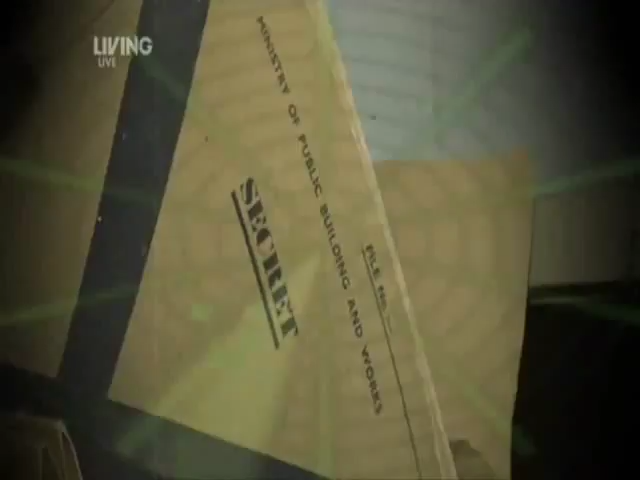 LIVING
LIVE
MINISTRY OF PUBLIC BUILDING AND WORKS
SECRET
FILE No.